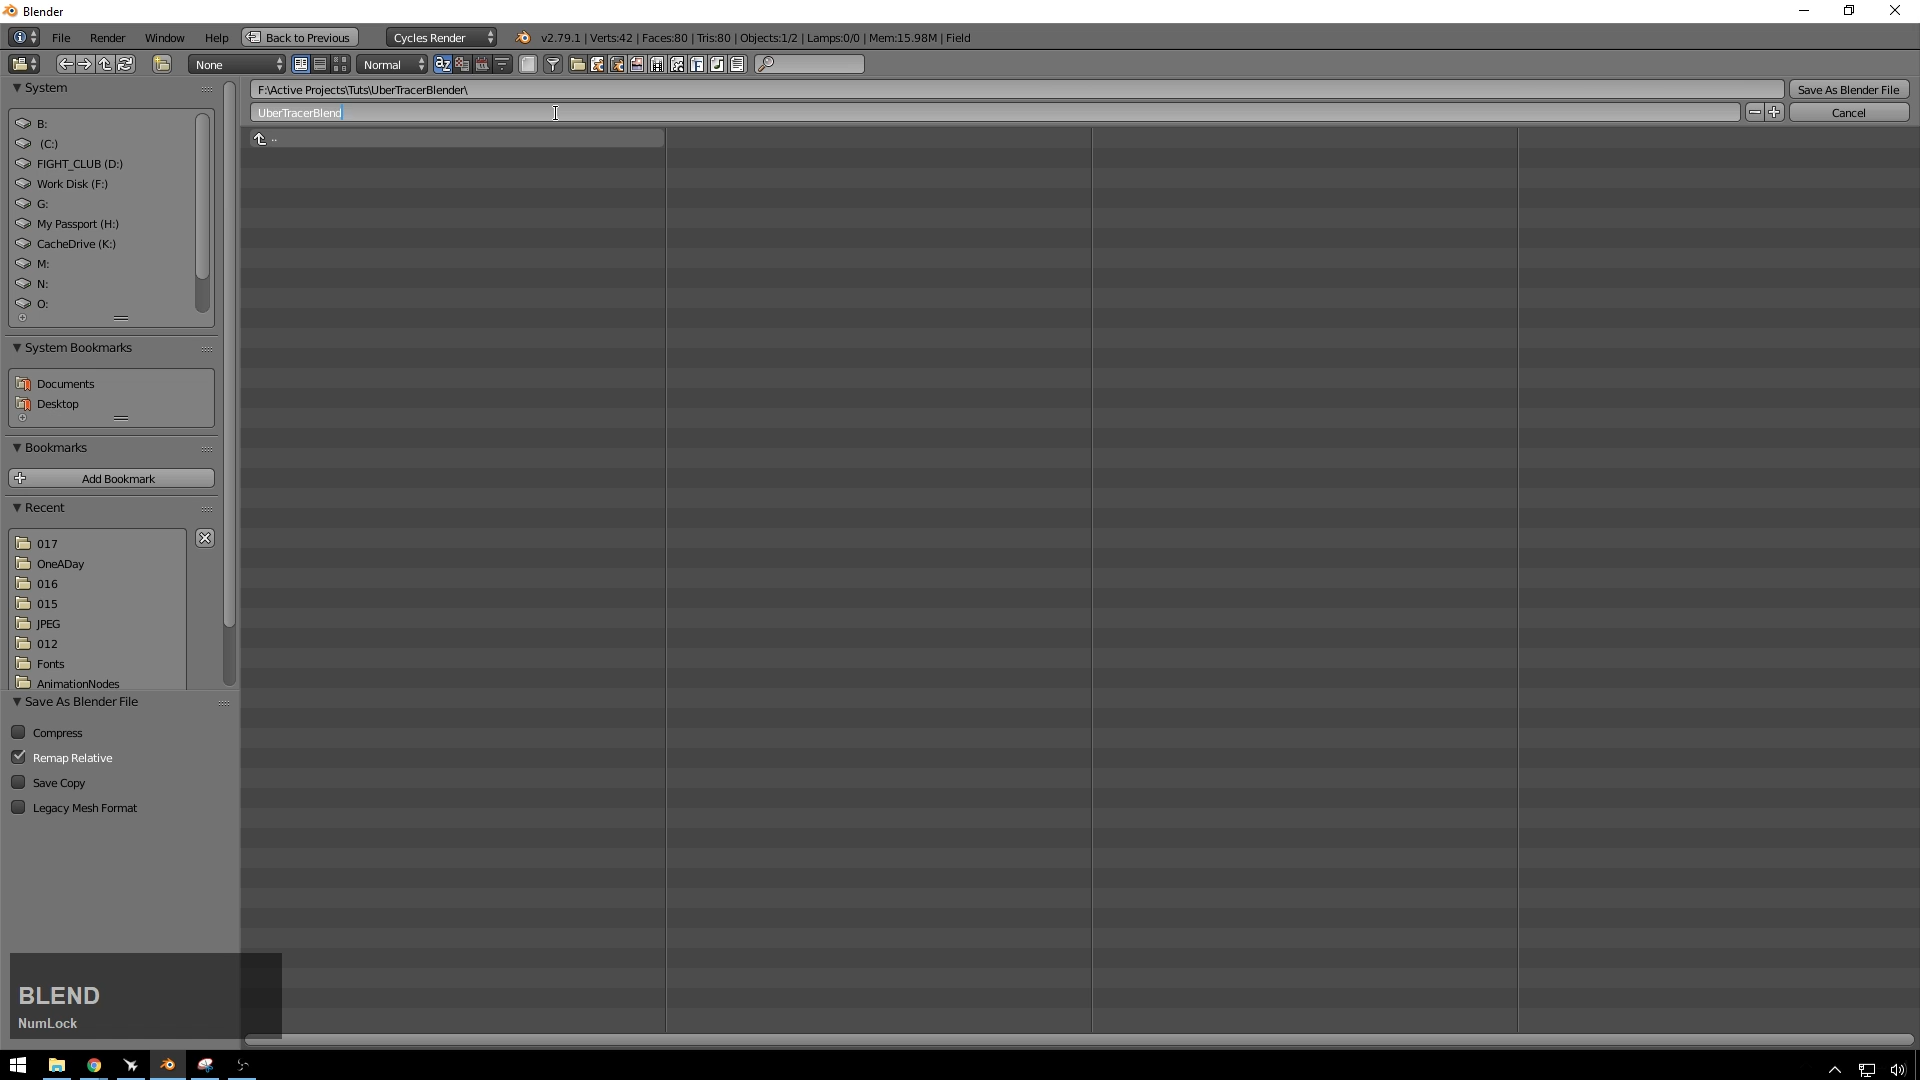 Blender
File Render Window Help Back to Previous Cycles Render v2.79.1 | Verts:42 | Faces:80 | Tris:80 | Objects:1/2 | Lamps:0/0 | Mem:15.98M | Field
None Normal
System
F:\Active Projects\Tuts\UberTracerBlender\ Save As Blender File
UberTracerBlend Cancel
..
B:
(C:)
FIGHT_CLUB (D:)
Work Disk (F:)
G:
My Passport (H:)
CacheDrive (K:)
M:
N:
O:
System Bookmarks
Documents
Desktop
Bookmarks
Add Bookmark
Recent
017
OneADay
016
015
JPEG
012
Fonts
AnimationNodes
Save As Blender File
Compress
Remap Relative
Save Copy
Legacy Mesh Format
BLEND
NumLock